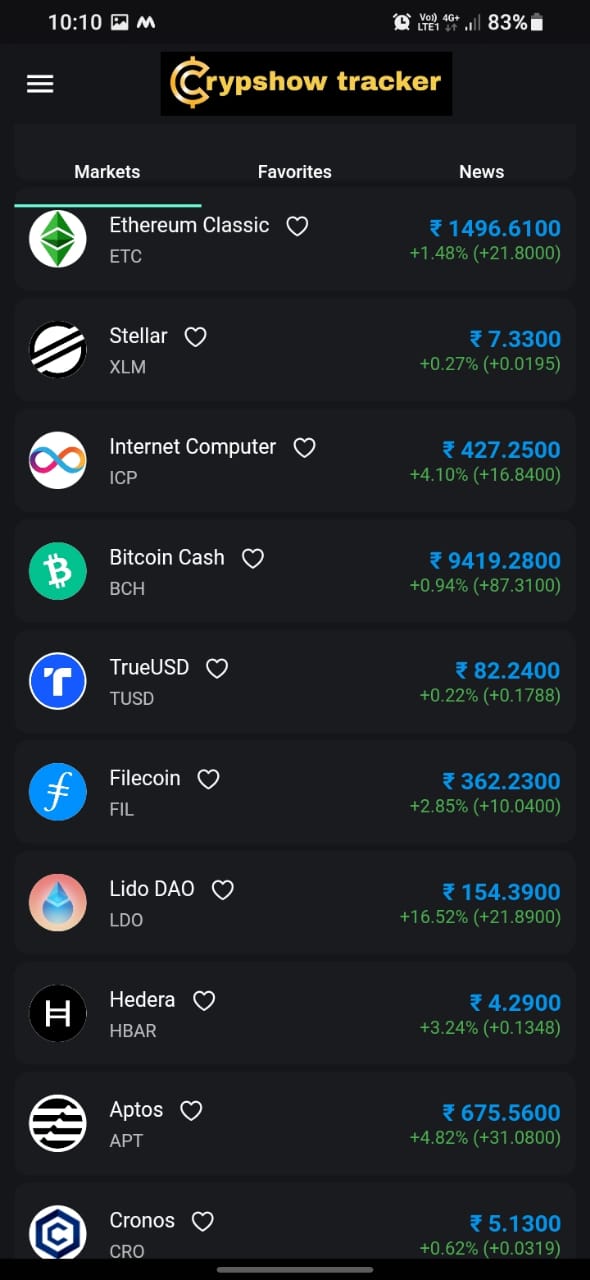 10:10 Vo)) LTE1 4G+ 83%
Crypshow tracker
Markets Favorites News
Ethereum Classic ₹ 1496.6100
ETC +1.48% (+21.8000)
Stellar ₹ 7.3300
XLM +0.27% (+0.0195)
Internet Computer ₹ 427.2500
ICP +4.10% (+16.8400)
Bitcoin Cash ₹ 9419.2800
BCH +0.94% (+87.3100)
TrueUSD ₹ 82.2400
TUSD +0.22% (+0.1788)
Filecoin ₹ 362.2300
FIL +2.85% (+10.0400)
Lido DAO ₹ 154.3900
LDO +16.52% (+21.8900)
Hedera ₹ 4.2900
HBAR +3.24% (+0.1348)
Aptos ₹ 675.5600
APT +4.82% (+31.0800)
Cronos ₹ 5.1300
CRO +0.62% (+0.0319)